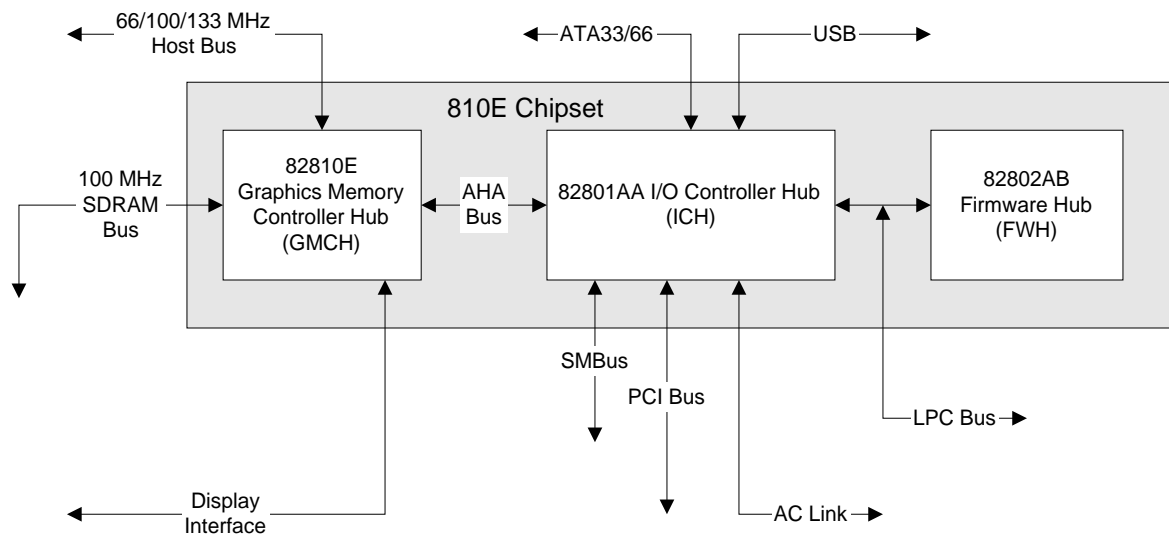 66/100/133 MHz
Host Bus
ATA33/66
USB
810E Chipset
100 MHz
SDRAM
Bus
82810E
Graphics Memory
Controller Hub
(GMCH)
AHA
Bus
82801AA I/O Controller Hub
(ICH)
82802AB
Firmware Hub
(FWH)
SMBus
PCI Bus
LPC Bus
Display
Interface
AC Link